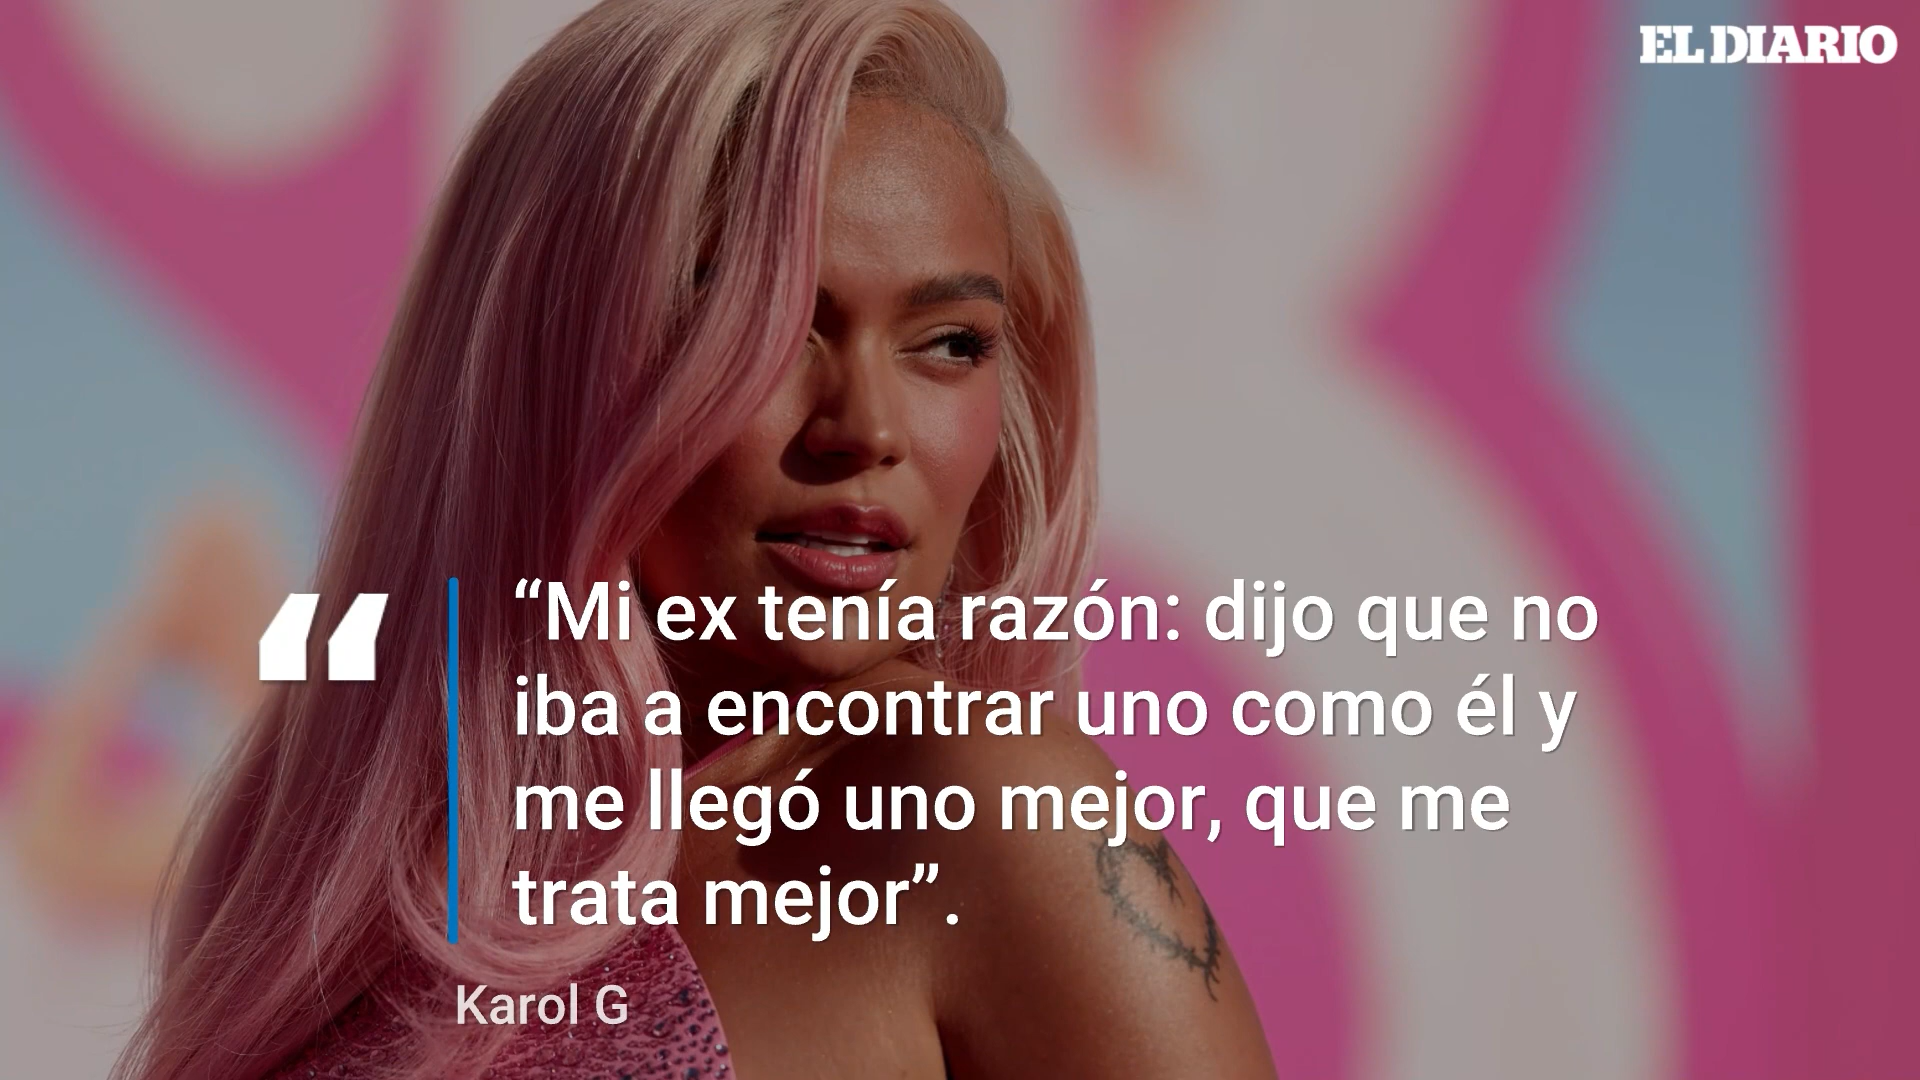 EL DIARIO
“Mi ex tenía razón: dijo que no
iba a encontrar uno como él y
me llegó uno mejor, que me
trata mejor”.
Karol G